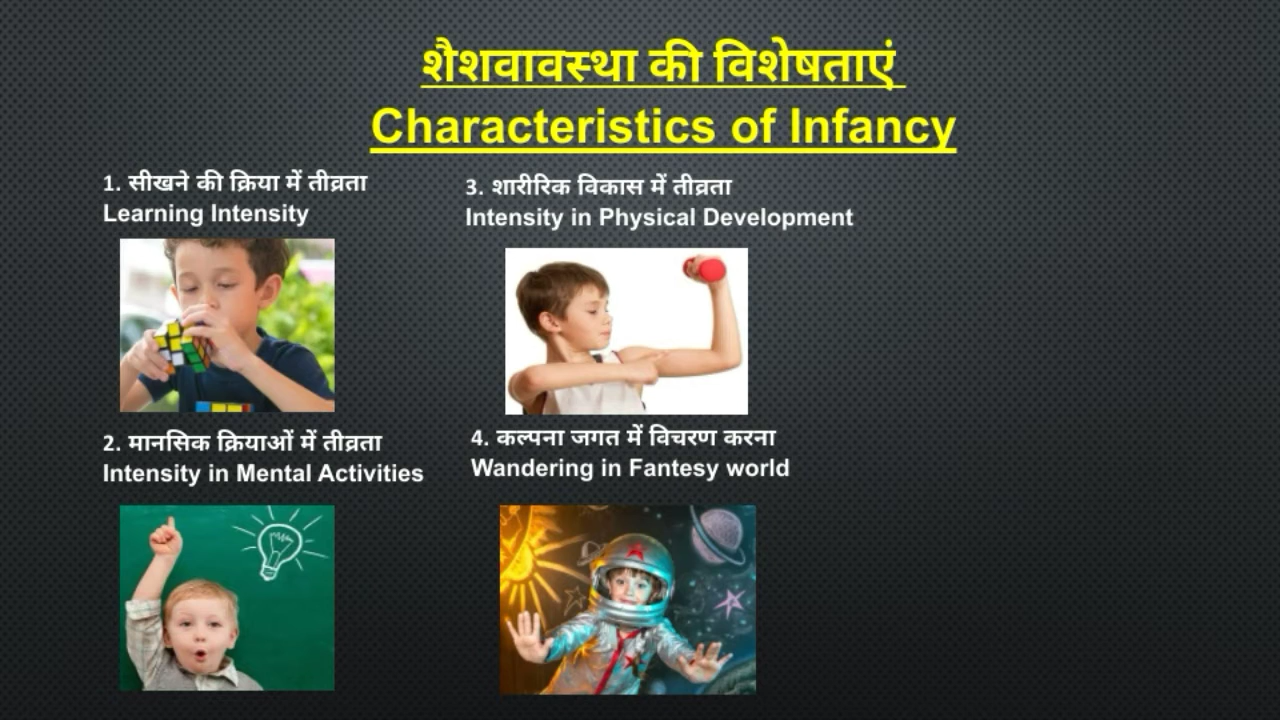 शैशवावस्था की विशेषताएं
Characteristics of Infancy
1. सीखने की क्रिया में तीव्रता
Learning Intensity
2. मानसिक क्रियाओं में तीव्रता
Intensity in Mental Activities
3. शारीरिक विकास में तीव्रता
Intensity in Physical Development
4. कल्पना जगत में विचरण करना
Wandering in Fantesy world